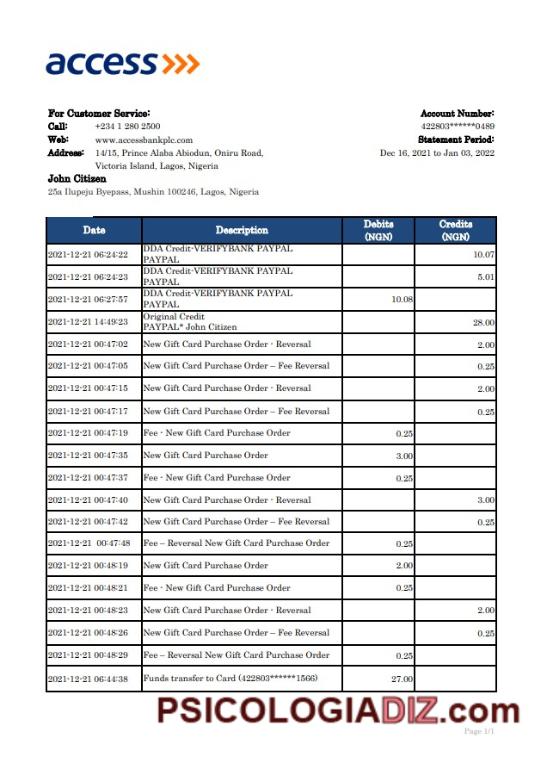 access
For Customer Service:
Call: +234 1 280 2500
Web: www.accessbankplc.com
Address: 14/15, Prince Alaba Abiodun, Oniru Road,
Victoria Island, Lagos, Nigeria
Account Number:
422803******0489
Statement Period:
Dec 16, 2021 to Jan 03, 2022
John Citizen
25a Ilupeju Byepass, Mushin 100246, Lagos, Nigeria
Date Description Debits (NGN) Credits (NGN)
2021-12-21 06:24:22 DDA Credit-VERIFYBANK PAYPAL PAYPAL 10.07
2021-12-21 06:24:23 DDA Credit-VERIFYBANK PAYPAL PAYPAL 5.01
2021-12-21 06:27:57 DDA Credit-VERIFYBANK PAYPAL PAYPAL 10.08
2021-12-21 14:49:23 Original Credit PAYPAL* John Citizen 28.00
2021-12-21 00:47:02 New Gift Card Purchase Order - Reversal 2.00
2021-12-21 00:47:05 New Gift Card Purchase Order – Fee Reversal 0.25
2021-12-21 00:47:15 New Gift Card Purchase Order - Reversal 2.00
2021-12-21 00:47:17 New Gift Card Purchase Order – Fee Reversal 0.25
2021-12-21 00:47:19 Fee - New Gift Card Purchase Order 0.25
2021-12-21 00:47:35 New Gift Card Purchase Order 3.00
2021-12-21 00:47:37 Fee - New Gift Card Purchase Order 0.25
2021-12-21 00:47:40 New Gift Card Purchase Order - Reversal 3.00
2021-12-21 00:47:42 New Gift Card Purchase Order – Fee Reversal 0.25
2021-12-21 00:47:48 Fee – Reversal New Gift Card Purchase Order 0.25
2021-12-21 00:48:19 New Gift Card Purchase Order 2.00
2021-12-21 00:48:21 Fee - New Gift Card Purchase Order 0.25
2021-12-21 00:48:23 New Gift Card Purchase Order - Reversal 2.00
2021-12-21 00:48:26 New Gift Card Purchase Order – Fee Reversal 0.25
2021-12-21 00:48:29 Fee – Reversal New Gift Card Purchase Order 0.25
2021-12-21 06:44:38 Funds transfer to Card (422803******1566) 27.00
PSICOLOGIADIZ.com
Page 1/1